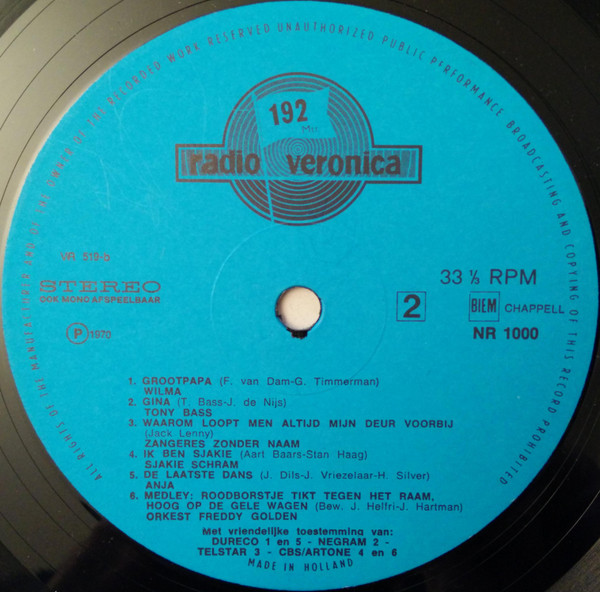 ALL RIGHTS OF THE MANUFACTURER AND OF THE OWNER OF THE RECORDED WORK RESERVED UNAUTHORIZED PUBLIC PERFORMANCE BROADCASTING AND COPYING OF THIS RECORD PROHIBITED
192
Mtr.
radio veronica
VR 519-b
STEREO
OOK MONO AFSPEELBAAR
P 1970
33 ⅓ RPM
2
BIEM CHAPPELL
NR 1000
1. GROOTPAPA (F. van Dam-G. Timmerman)
WILMA
2. GINA (T. Bass-J. de Nijs)
TONY BASS
3. WAAROM LOOPT MEN ALTIJD MIJN DEUR VOORBIJ
(Jack Lenny)
ZANGERES ZONDER NAAM
4. IK BEN SJAKIE (Aart Baars-Stan Haag)
SJAKIE SCHRAM
5. DE LAATSTE DANS (J. Dils-J. Vriezelaar-H. Silver)
ANJA
6. MEDLEY: ROODBORSTJE TIKT TEGEN HET RAAM,
HOOG OP DE GELE WAGEN (Bew. J. Helfri-J. Hartman)
ORKEST FREDDY GOLDEN
Met vriendelijke toestemming van:
DURECO 1 en 5 - NEGRAM 2 -
TELSTAR 3 - CBS/ARTONE 4 en 6
MADE IN HOLLAND